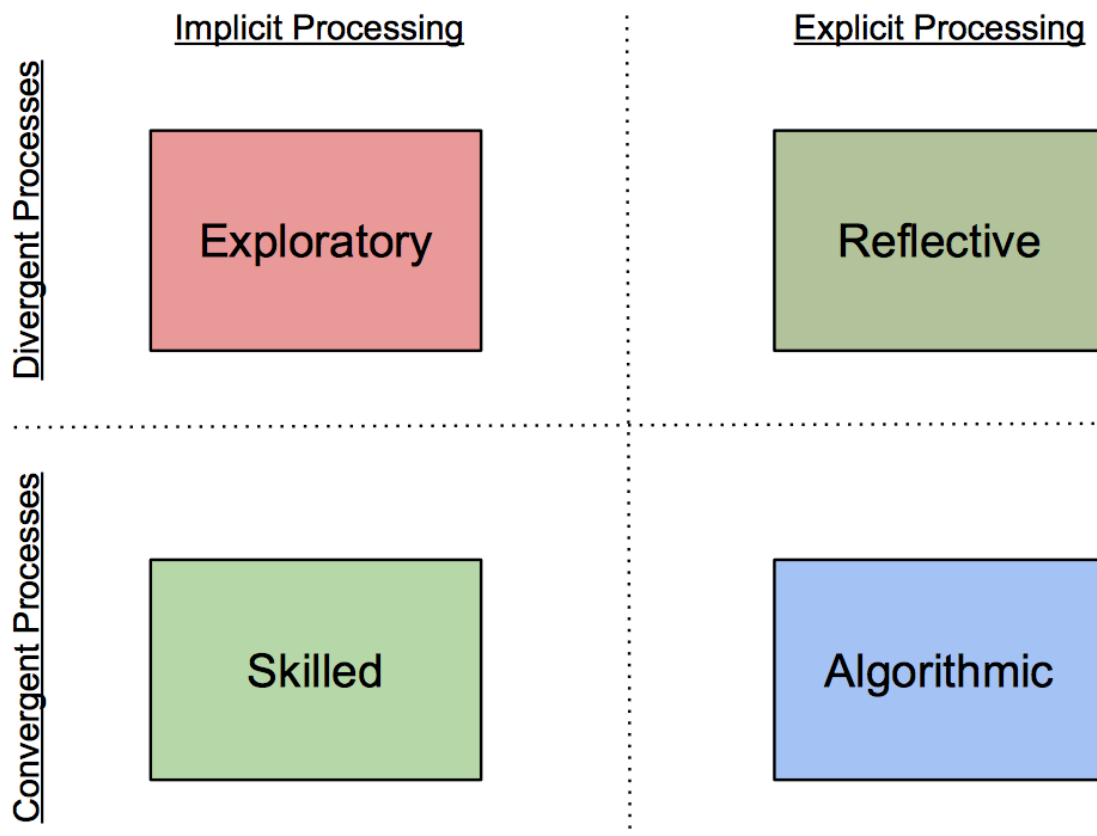 Implicit Processing
Explicit Processing
Divergent Processes
Exploratory
Reflective
Convergent Processes
Skilled
Algorithmic